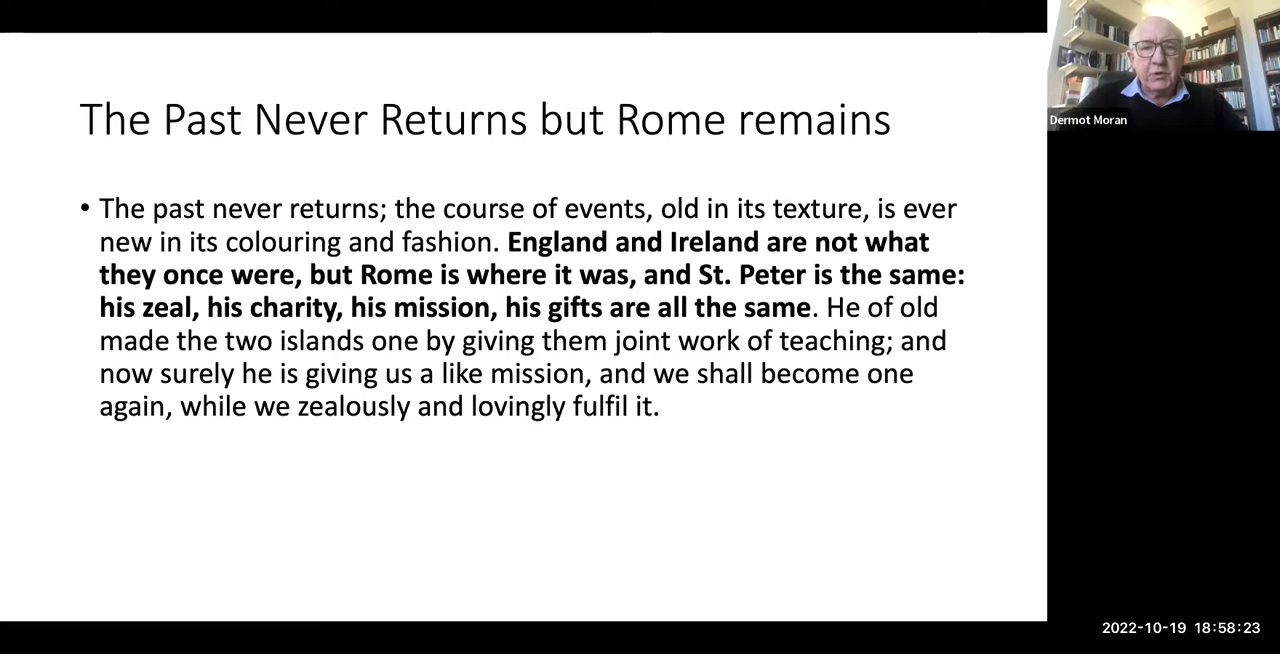 The Past Never Returns but Rome remains
• The past never returns; the course of events, old in its texture, is ever
new in its colouring and fashion. England and Ireland are not what
they once were, but Rome is where it was, and St. Peter is the same:
his zeal, his charity, his mission, his gifts are all the same. He of old
made the two islands one by giving them joint work of teaching; and
now surely he is giving us a like mission, and we shall become one
again, while we zealously and lovingly fulfil it.
Dermot Moran
2022-10-19 18:58:23